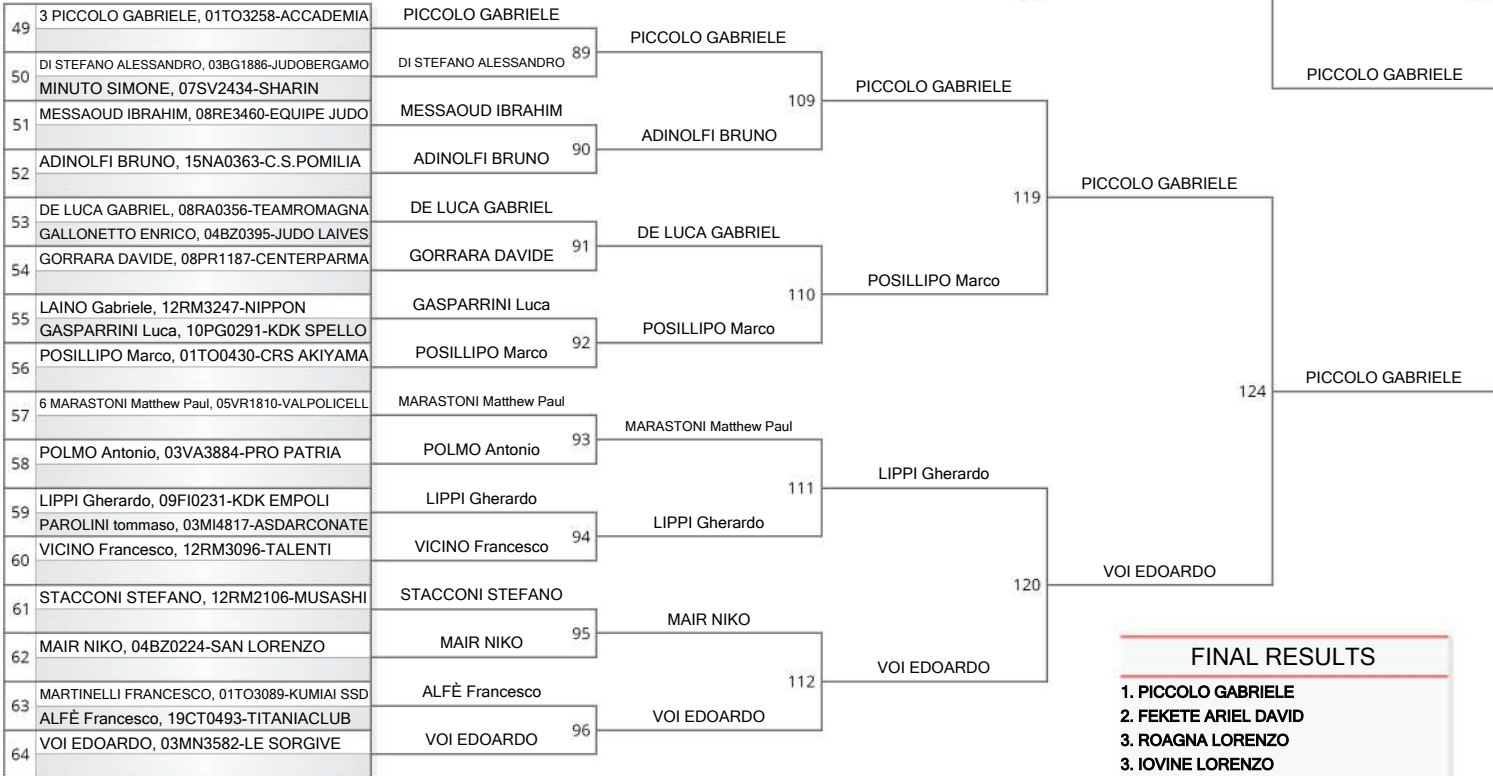 49
3 PICCOLO GABRIELE, 01TO3258-ACCADEMIA
50
DI STEFANO ALESSANDRO, 03BG1886-JUDOBERGAMO
MINUTO SIMONE, 07SV2434-SHARIN
51
MESSAOUD IBRAHIM, 08RE3460-EQUIPE JUDO
52
ADINOLFI BRUNO, 15NA0363-C.S.POMILIA
53
DE LUCA GABRIEL, 08RA0356-TEAMROMAGNA
GALLONETTO ENRICO, 04BZ0395-JUDO LAIVES
54
GORRARA DAVIDE, 08PR1187-CENTERPARMA
55
LAINO Gabriele, 12RM3247-NIPPON
GASPARRINI Luca, 10PG0291-KDK SPELLO
56
POSILLIPO Marco, 01TO0430-CRS AKIYAMA
57
6 MARASTONI Matthew Paul, 05VR1810-VALPOLICELL
58
POLMO Antonio, 03VA3884-PRO PATRIA
59
LIPPI Gherardo, 09FI0231-KDK EMPOLI
PAROLINI tommaso, 03MI4817-ASDARCONATE
60
VICINO Francesco, 12RM3096-TALENTI
61
STACCONI STEFANO, 12RM2106-MUSASHI
62
MAIR NIKO, 04BZ0224-SAN LORENZO
63
MARTINELLI FRANCESCO, 01TO3089-KUMIAI SSD
ALFÈ Francesco, 19CT0493-TITANIACLUB
64
VOI EDOARDO, 03MN3582-LE SORGIVE
PICCOLO GABRIELE
89
DI STEFANO ALESSANDRO
MESSAOUD IBRAHIM
90
ADINOLFI BRUNO
DE LUCA GABRIEL
91
GORRARA DAVIDE
GASPARRINI Luca
92
POSILLIPO Marco
MARASTONI Matthew Paul
93
POLMO Antonio
LIPPI Gherardo
94
VICINO Francesco
STACCONI STEFANO
95
MAIR NIKO
ALFÈ Francesco
96
VOI EDOARDO
PICCOLO GABRIELE
109
ADINOLFI BRUNO
DE LUCA GABRIEL
110
POSILLIPO Marco
MARASTONI Matthew Paul
111
LIPPI Gherardo
MAIR NIKO
112
VOI EDOARDO
PICCOLO GABRIELE
119
POSILLIPO Marco
LIPPI Gherardo
120
VOI EDOARDO
PICCOLO GABRIELE
124
VOI EDOARDO
PICCOLO GABRIELE
PICCOLO GABRIELE
FINAL RESULTS
1. PICCOLO GABRIELE
2. FEKETE ARIEL DAVID
3. ROAGNA LORENZO
3. IOVINE LORENZO